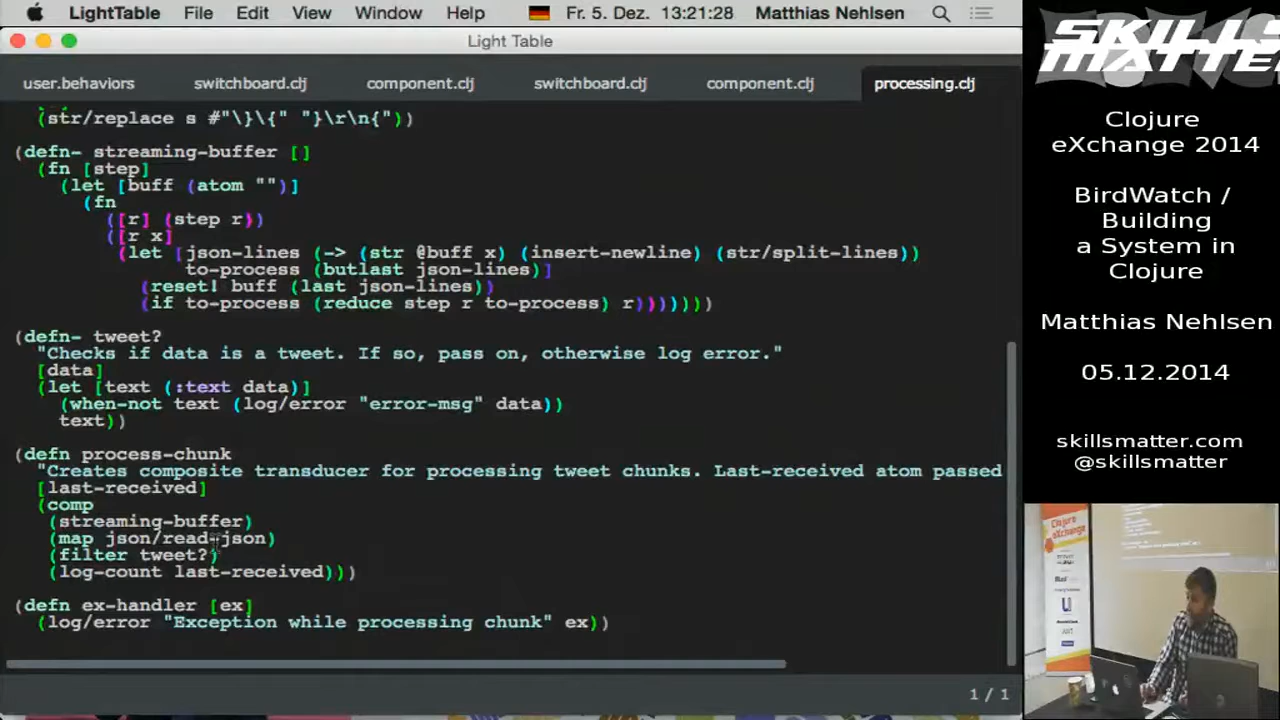 LightTable File Edit View Window Help Fr. 5. Dez. 13:21:28 Matthias Nehlsen
Light Table
user.behaviors switchboard.clj component.clj switchboard.clj component.clj processing.clj
(str/replace s #"\}\{" "}\r\n{"))
(defn- streaming-buffer []
(fn [step]
(let [buff (atom "")]
(fn
([r] (step r))
([r x]
(let [json-lines (-> (str @buff x) (insert-newline) (str/split-lines))
to-process (butlast json-lines)]
(reset! buff (last json-lines))
(if to-process (reduce step r to-process) r)))))))
(defn- tweet?
"Checks if data is a tweet. If so, pass on, otherwise log error."
[data]
(let [text (:text data)]
(when-not text (log/error "error-msg" data))
text))
(defn process-chunk
"Creates composite transducer for processing tweet chunks. Last-received atom passed
[last-received]
(comp
(streaming-buffer)
(map json/read-json)
(filter tweet?)
(log-count last-received)))
(defn ex-handler [ex]
(log/error "Exception while processing chunk" ex))
1 / 1
SKILLS
MATTER
Clojure
eXchange 2014
BirdWatch /
Building
a System in
Clojure
Matthias Nehlsen
05.12.2014
skillsmatter.com
@skillsmatter